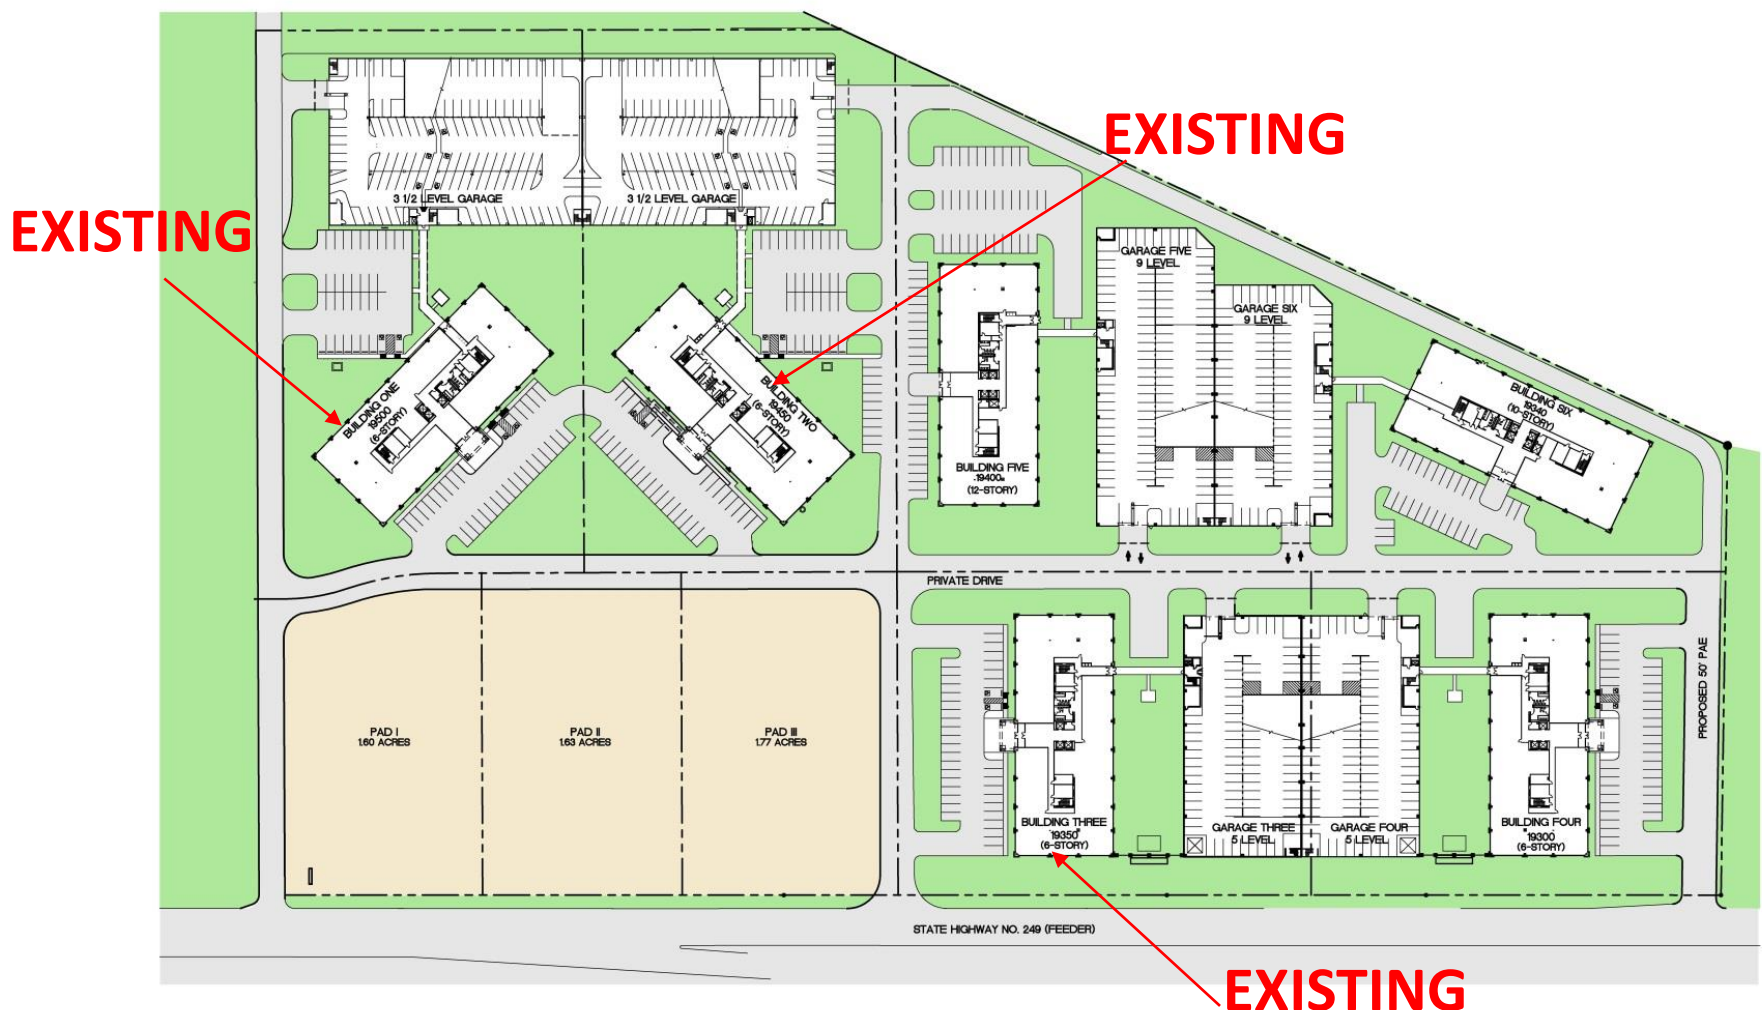 EXISTING
EXISTING
EXISTING
3 1/2 LEVEL GARAGE
3 1/2 LEVEL GARAGE
BUILDING ONE
19500
(6-STORY)
BUILDING TWO
19450
(6-STORY)
GARAGE FIVE
9 LEVEL
GARAGE SIX
9 LEVEL
BUILDING FIVE
19400
(12-STORY)
BUILDING SIX
19340
(10-STORY)
PRIVATE DRIVE
PAD I
1.60 ACRES
PAD II
1.63 ACRES
PAD III
1.77 ACRES
BUILDING THREE
19350
(6-STORY)
GARAGE THREE
5 LEVEL
GARAGE FOUR
5 LEVEL
BUILDING FOUR
19300
(6-STORY)
PROPOSED 50' PAE
STATE HIGHWAY NO. 249 (FEEDER)
EXISTING